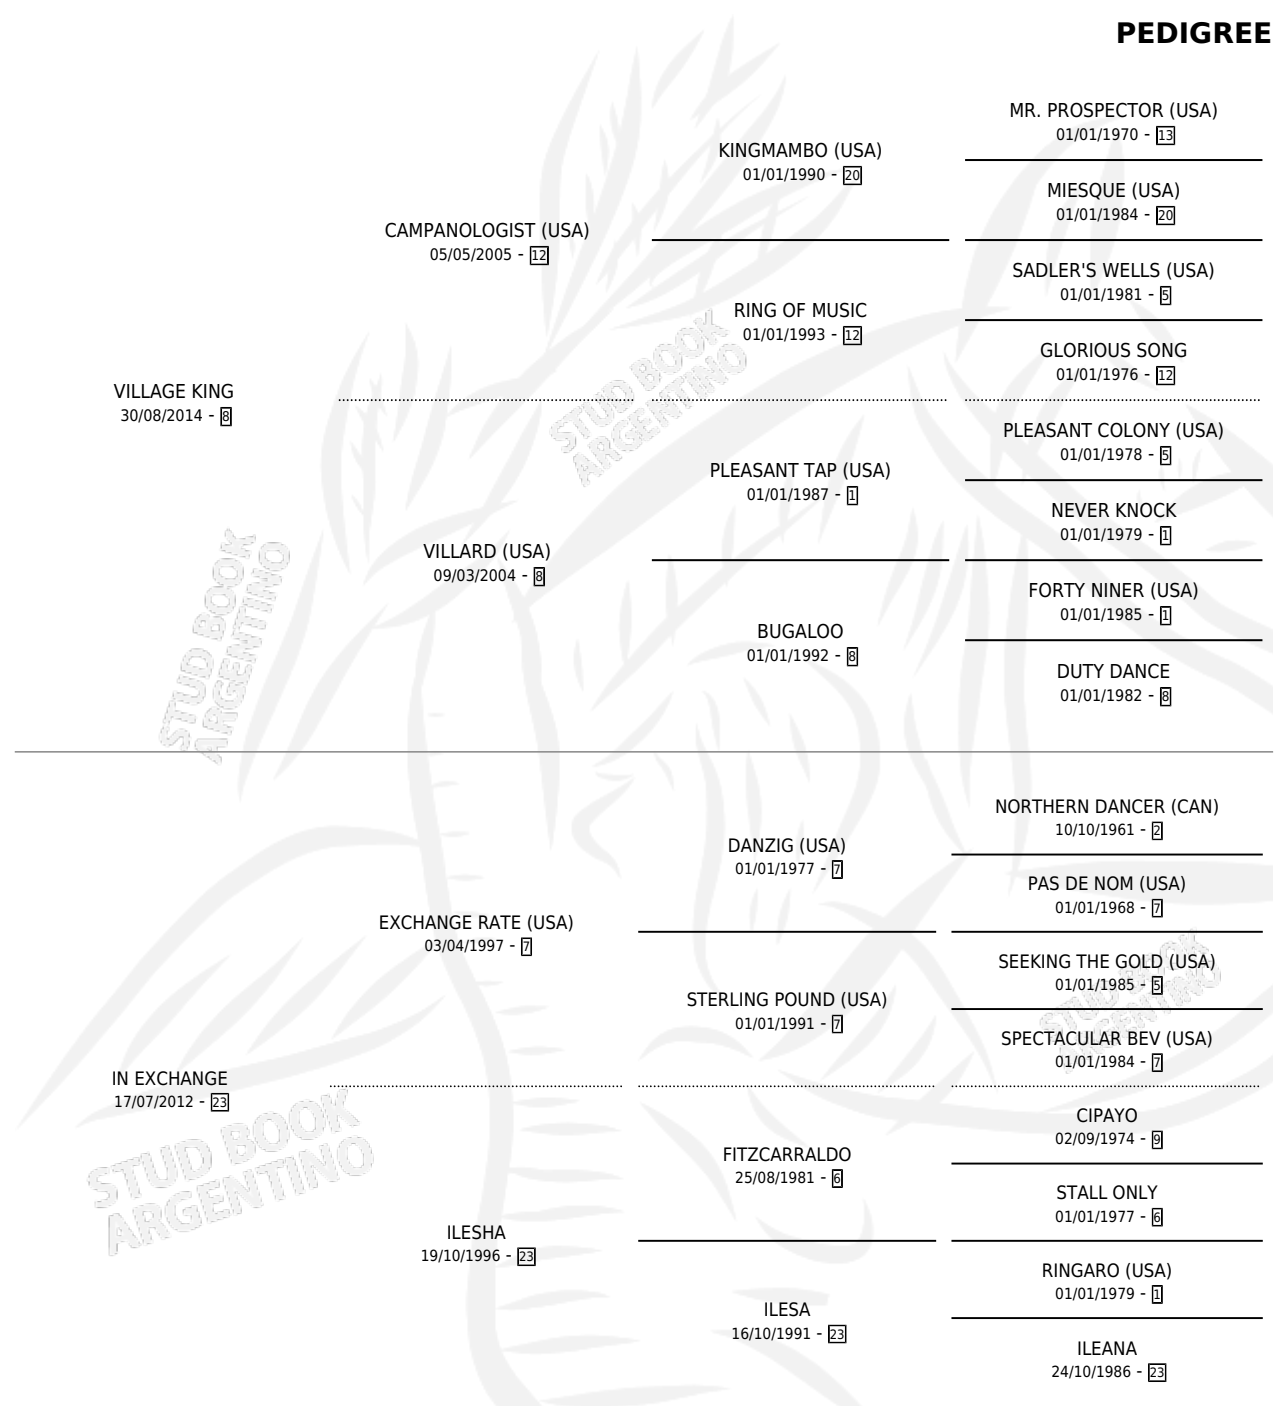 PEDIGREE
MR. PROSPECTOR (USA)
01/01/1970 - 13
KINGMAMBO (USA)
01/01/1990 - 20
MIESQUE (USA)
01/01/1984 - 20
CAMPANOLOGIST (USA)
05/05/2005 - 12
SADLER'S WELLS (USA)
01/01/1981 - 5
RING OF MUSIC
01/01/1993 - 12
GLORIOUS SONG
01/01/1976 - 12
VILLAGE KING
30/08/2014 - 8
PLEASANT COLONY (USA)
01/01/1978 - 5
PLEASANT TAP (USA)
01/01/1987 - 1
NEVER KNOCK
01/01/1979 - 1
VILLARD (USA)
09/03/2004 - 8
FORTY NINER (USA)
01/01/1985 - 1
BUGALOO
01/01/1992 - 8
DUTY DANCE
01/01/1982 - 8
STUD BOOK
ARGENTINO
STUD BOOK
ARGENTINO
NORTHERN DANCER (CAN)
10/10/1961 - 2
DANZIG (USA)
01/01/1977 - 7
PAS DE NOM (USA)
01/01/1968 - 7
EXCHANGE RATE (USA)
03/04/1997 - 7
SEEKING THE GOLD (USA)
01/01/1985 - 5
STERLING POUND (USA)
01/01/1991 - 7
SPECTACULAR BEV (USA)
01/01/1984 - 7
IN EXCHANGE
17/07/2012 - 23
CIPAYO
02/09/1974 - 9
FITZCARRALDO
25/08/1981 - 6
STALL ONLY
01/01/1977 - 6
ILESHA
19/10/1996 - 23
RINGARO (USA)
01/01/1979 - 1
ILESA
16/10/1991 - 23
ILEANA
24/10/1986 - 23
STUD BOOK
ARGENTINO
STUD BOOK
ARGENTINO